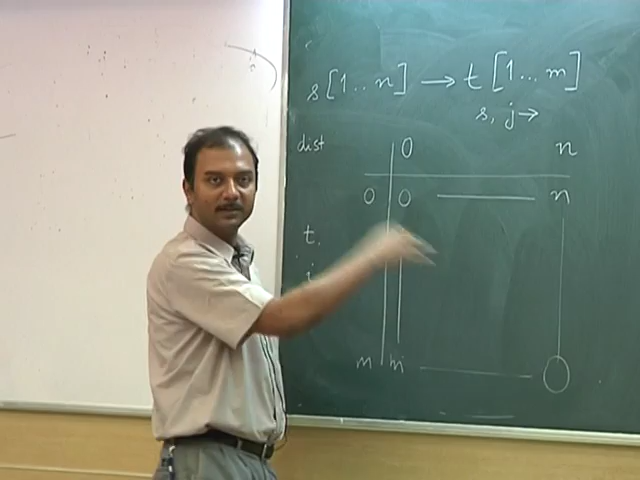 s[1..n] → t[1...m]
s, j→
dist 0 n
0 0 n
t.
i
m m